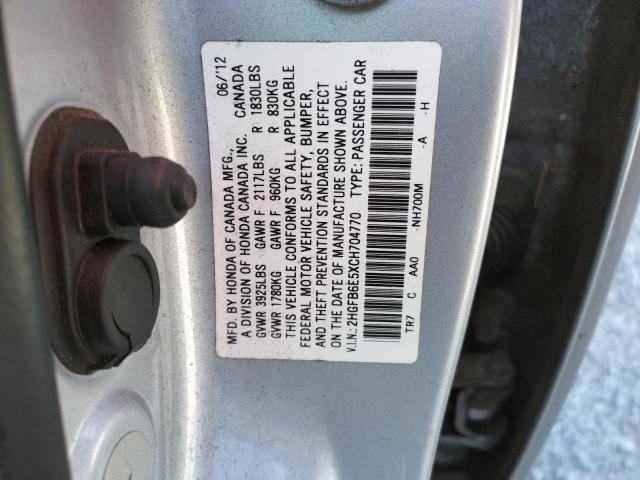 MFD. BY HONDA OF CANADA MFG., 06/'12
A DIVISION OF HONDA CANADA INC. CANADA
GVWR 3925LBS GAWR F 2117LBS R 1830LBS
GVWR 1780KG GAWR F 960KG R 830KG
THIS VEHICLE CONFORMS TO ALL APPLICABLE
FEDERAL MOTOR VEHICLE SAFETY, BUMPER,
AND THEFT PREVENTION STANDARDS IN EFFECT
ON THE DATE OF MANUFACTURE SHOWN ABOVE.
V.I.N.:2HGFB6E5XCH704770 TYPE: PASSENGER CAR
TR7 C AA0 NH700M -A -H